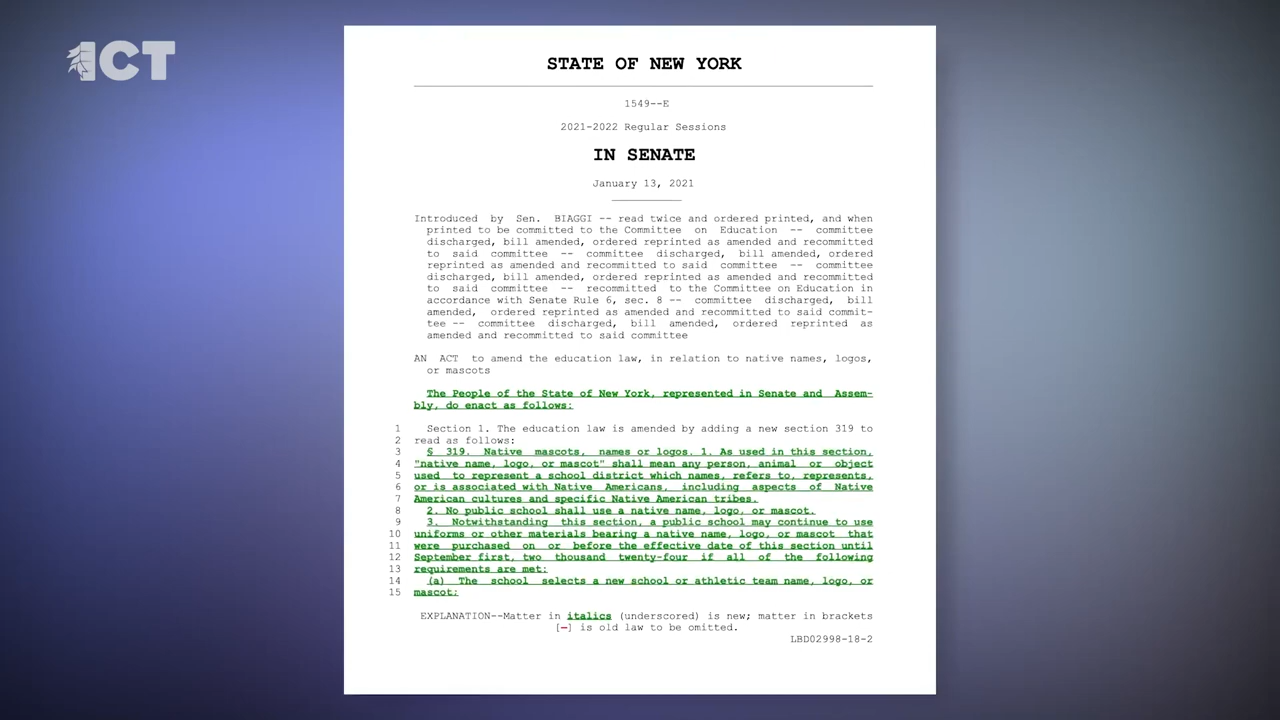 ICT
STATE OF NEW YORK
1549--E
2021-2022 Regular Sessions
IN SENATE
January 13, 2021
Introduced by Sen. BIAGGI -- read twice and ordered printed, and when
printed to be committed to the Committee on Education -- committee
discharged, bill amended, ordered reprinted as amended and recommitted
to said committee -- committee discharged, bill amended, ordered
reprinted as amended and recommitted to said committee -- committee
discharged, bill amended, ordered reprinted as amended and recommitted
to said committee -- recommitted to the Committee on Education in
accordance with Senate Rule 6, sec. 8 -- committee discharged, bill
amended, ordered reprinted as amended and recommitted to said commit-
tee -- committee discharged, bill amended, ordered reprinted as
amended and recommitted to said committee
AN ACT to amend the education law, in relation to native names, logos,
or mascots
The People of the State of New York, represented in Senate and Assem-
bly, do enact as follows:
1 Section 1. The education law is amended by adding a new section 319 to
2 read as follows:
3 § 319. Native mascots, names or logos. 1. As used in this section,
4 "native name, logo, or mascot" shall mean any person, animal or object
5 used to represent a school district which names, refers to, represents,
6 or is associated with Native Americans, including aspects of Native
7 American cultures and specific Native American tribes.
8 2. No public school shall use a native name, logo, or mascot.
9 3. Notwithstanding this section, a public school may continue to use
10 uniforms or other materials bearing a native name, logo, or mascot that
11 were purchased on or before the effective date of this section until
12 September first, two thousand twenty-four if all of the following
13 requirements are met:
14 (a) The school selects a new school or athletic team name, logo, or
15 mascot;
EXPLANATION--Matter in italics (underscored) is new; matter in brackets
[-] is old law to be omitted.
LBD02998-18-2